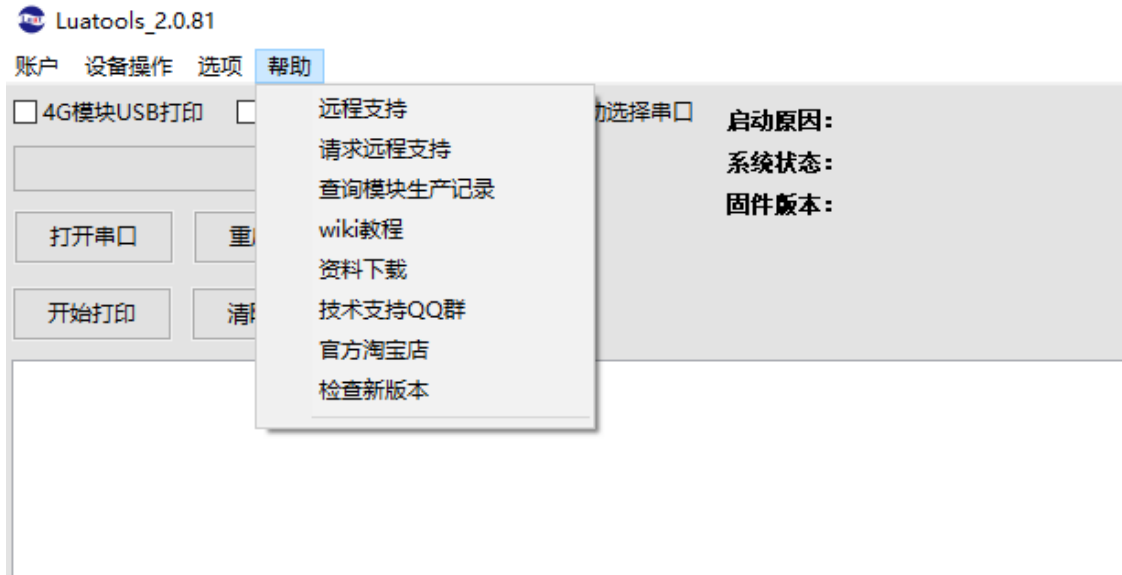 Luatools_2.0.81
账户 设备操作 选项 帮助
4G模块USB打印
选择串口
启动原因：
系统状态：
固件版本：
远程支持
请求远程支持
查询模块生产记录
wiki教程
资料下载
技术支持QQ群
官方淘宝店
检查新版本
打开串口
开始打印